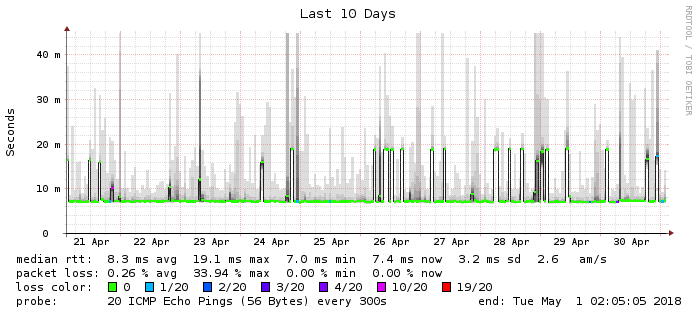 Last 10 Days
RRDTOOL / TOBI OETIKER
Seconds
40 m
30 m
20 m
10 m
0
21 Apr 22 Apr 23 Apr 24 Apr 25 Apr 26 Apr 27 Apr 28 Apr 29 Apr 30 Apr
median rtt: 8.3 ms avg 19.1 ms max 7.0 ms min 7.4 ms now 3.2 ms sd 2.6 am/s
packet loss: 0.26 % avg 33.94 % max 0.00 % min 0.00 % now
loss color: 0 1/20 2/20 3/20 4/20 10/20 19/20
probe: 20 ICMP Echo Pings (56 Bytes) every 300s end: Tue May 1 02:05:05 2018